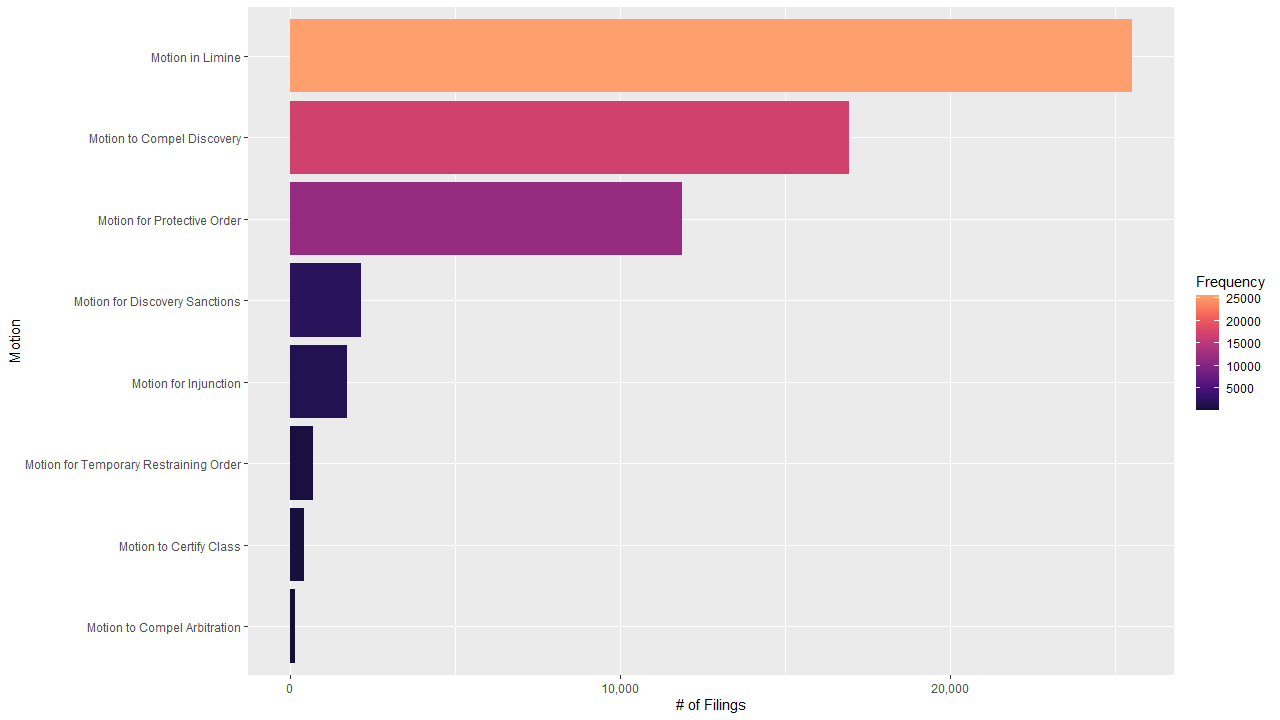 Motion in Limine
Motion to Compel Discovery
Motion for Protective Order
Motion for Discovery Sanctions
Motion for Injunction
Motion for Temporary Restraining Order
Motion to Certify Class
Motion to Compel Arbitration
Motion
0
10,000
20,000
# of Filings
Frequency
25000
20000
15000
10000
5000